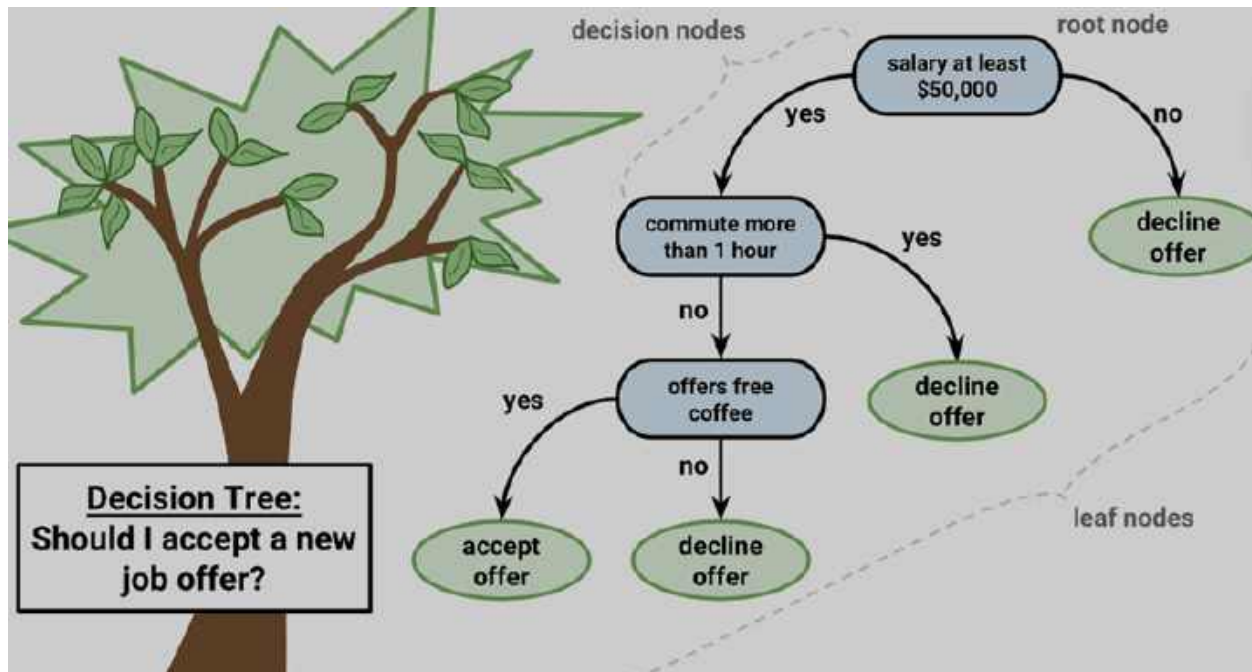 decision nodes
root node
salary at least
$50,000
yes
no
commute more
than 1 hour
yes
decline
offer
no
offers free
coffee
decline
offer
yes
no
leaf nodes
accept
offer
decline
offer
Decision Tree:
Should I accept a new
job offer?